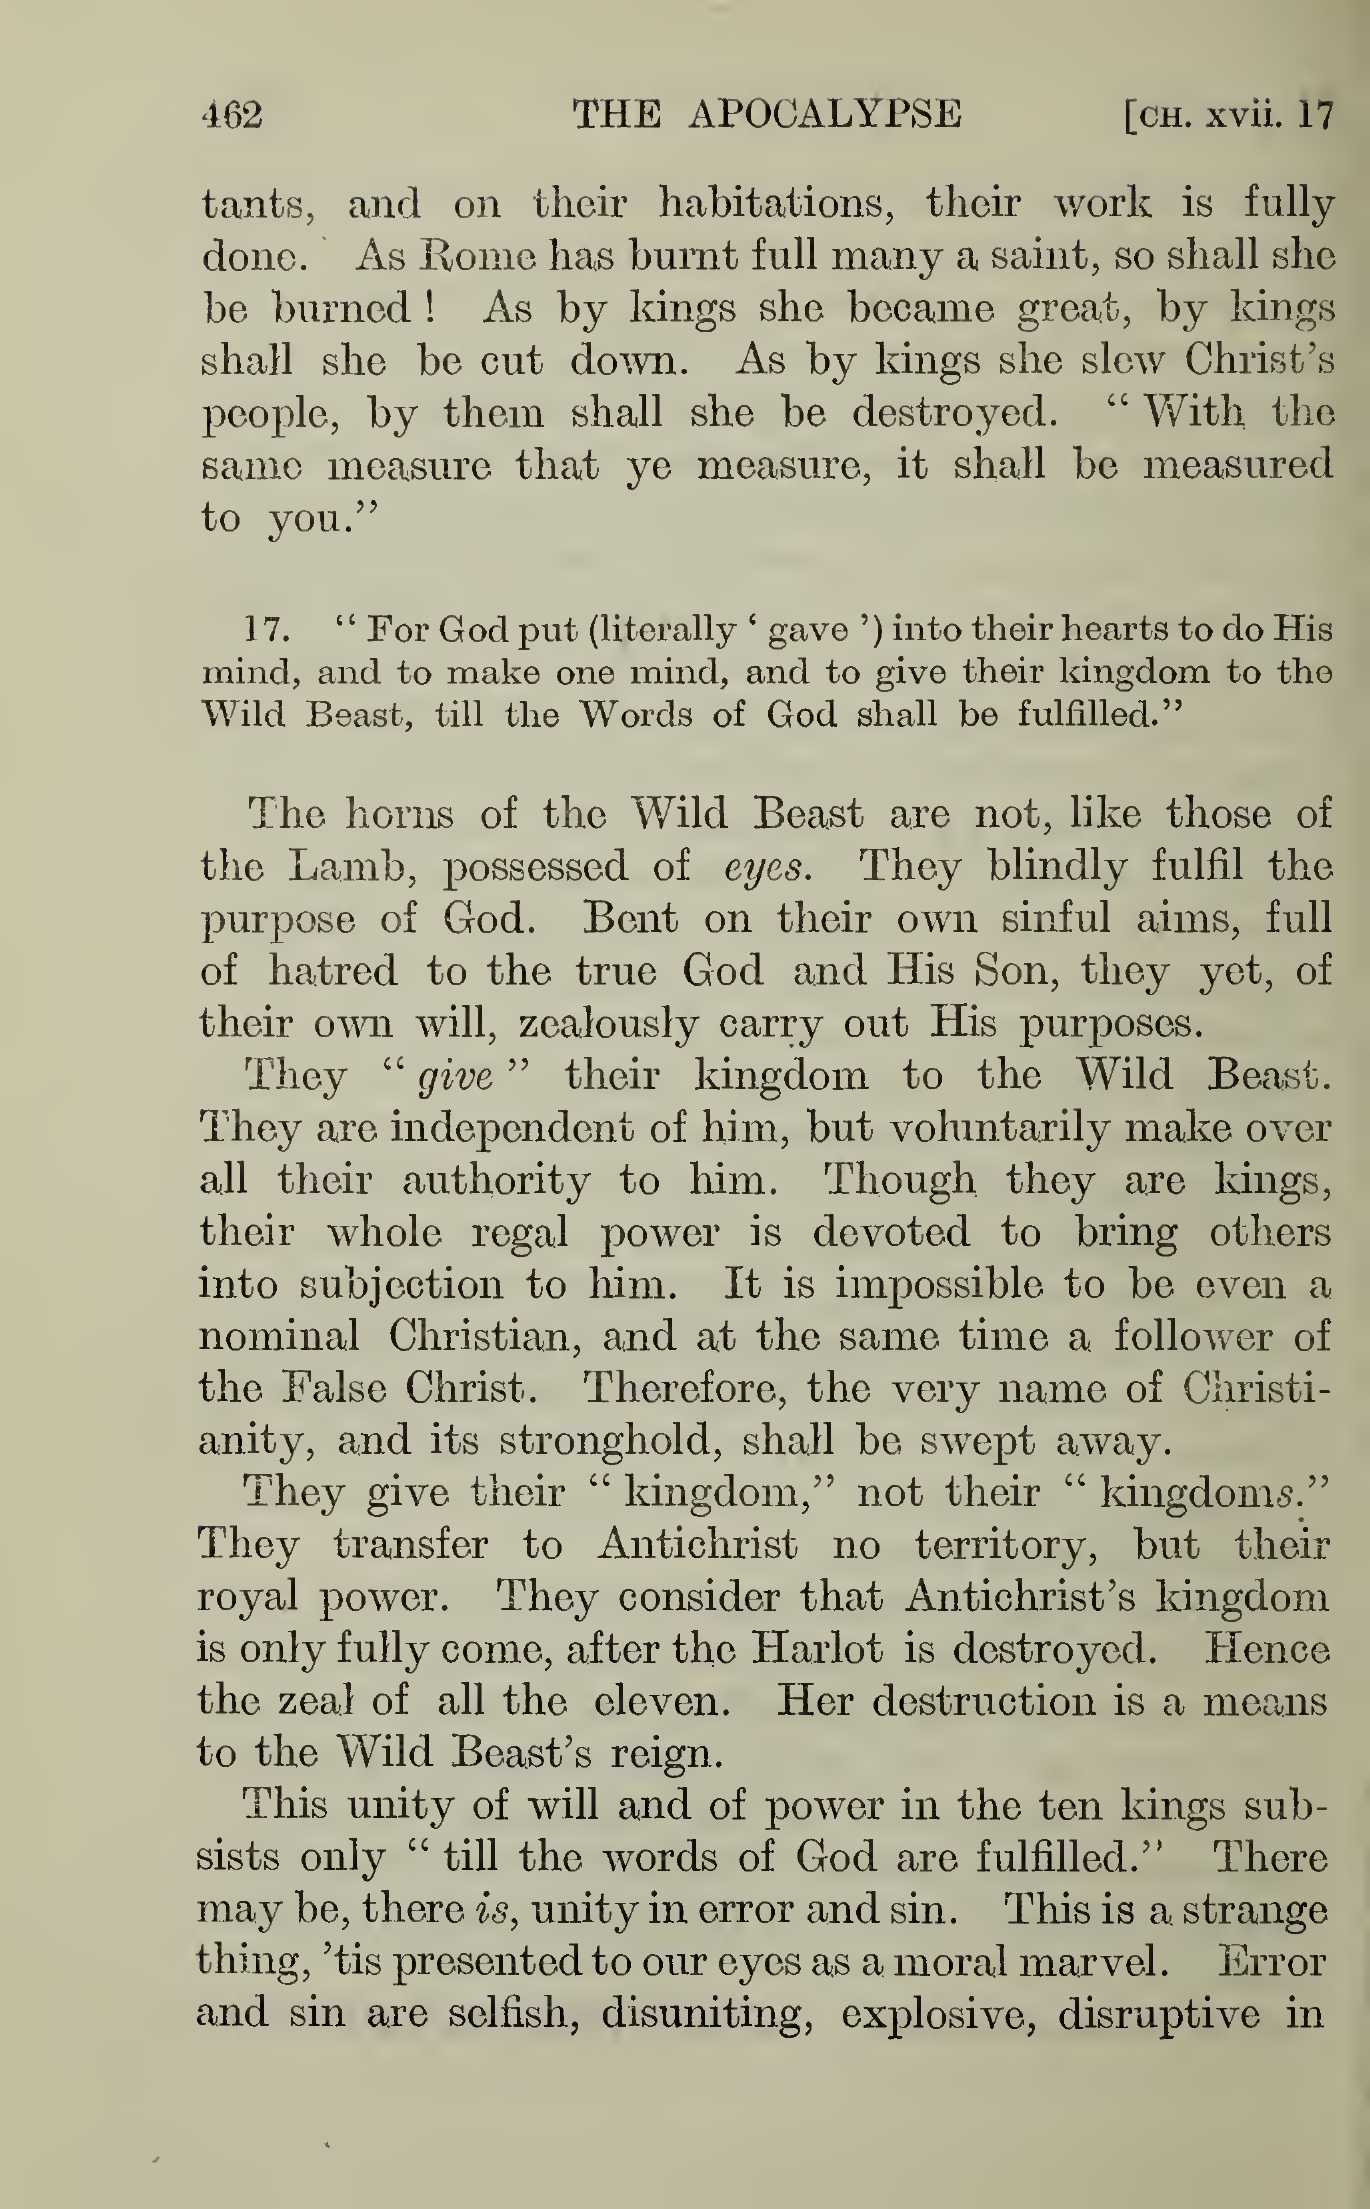 462 THE APOCALYPSE [CH. xvii. 17
tants, and on their habitations, their work is fully
done. As Rome has burnt full many a saint, so shall she
be burned ! As by kings she became great, by kings
shall she be cut down. As by kings she slew Christ's
people, by them shall she be destroyed. “ With the
same measure that ye measure, it shall be measured
to you.”
17. “ For God put (literally ‘ gave ’) into their hearts to do His
mind, and to make one mind, and to give their kingdom to the
Wild Beast, till the Words of God shall be fulfilled.”
The horns of the Wild Beast are not, like those of
the Lamb, possessed of eyes. They blindly fulfil the
purpose of God. Bent on their own sinful aims, full
of hatred to the true God and His Son, they yet, of
their own will, zealously carry out His purposes.
They “ give ” their kingdom to the Wild Beast.
They are independent of him, but voluntarily make over
all their authority to him. Though they are kings,
their whole regal power is devoted to bring others
into subjection to him. It is impossible to be even a
nominal Christian, and at the same time a follower of
the False Christ. Therefore, the very name of Christi-
anity, and its stronghold, shall be swept away.
They give their “ kingdom,” not their “ kingdoms.”
They transfer to Antichrist no territory, but their
royal power. They consider that Antichrist's kingdom
is only fully come, after the Harlot is destroyed. Hence
the zeal of all the eleven. Her destruction is a means
to the Wild Beast's reign.
This unity of will and of power in the ten kings sub-
sists only “ till the words of God are fulfilled.” There
may be, there is, unity in error and sin. This is a strange
thing, ’tis presented to our eyes as a moral marvel. Error
and sin are selfish, disuniting, explosive, disruptive in